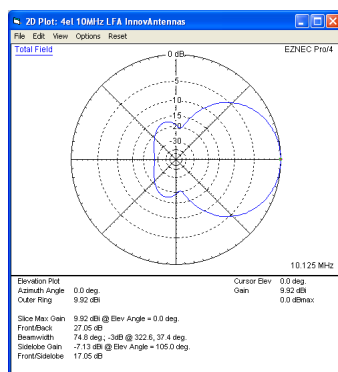 2D Plot: 4el 10MHz LFA InnovAntennas
File Edit View Options Reset
Total Field
0 dB
EZNEC Pro/4
-5
-10
-15
-20
-30
10.125 MHz
Elevation Plot
Azimuth Angle 0.0 deg.
Outer Ring 9.92 dBi
Cursor Elev 0.0 deg.
Gain 9.92 dBi
0.0 dBmax
Slice Max Gain 9.92 dBi @ Elev Angle = 0.0 deg.
Front/Back 27.05 dB
Beamwidth 74.8 deg.; -3dB @ 322.6, 37.4 deg.
Sidelobe Gain -7.13 dBi @ Elev Angle = 105.0 deg.
Front/Sidelobe 17.05 dB